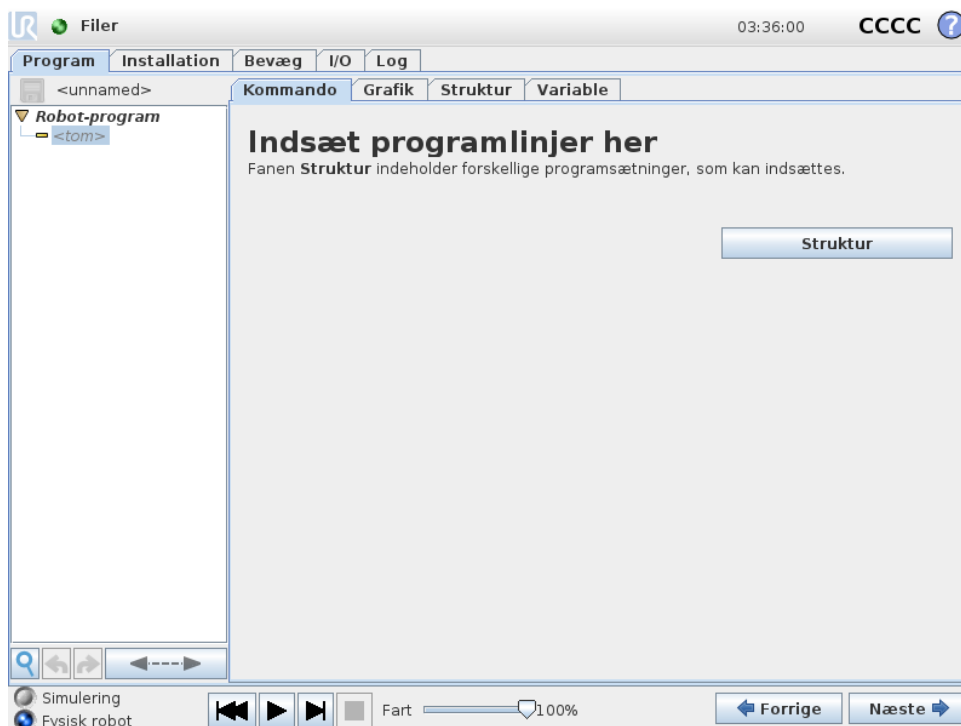 UR Filer 03:36:00 CCCC ?
Program Installation Bevæg I/O Log
<unnamed>
Kommando Grafik Struktur Variable
Robot-program
<tom>
Indsæt programlinjer her
Fanen Struktur indeholder forskellige programsætninger, som kan indsættes.
Struktur
Simulering
Fysisk robot
Fart 100%
Forrige Næste